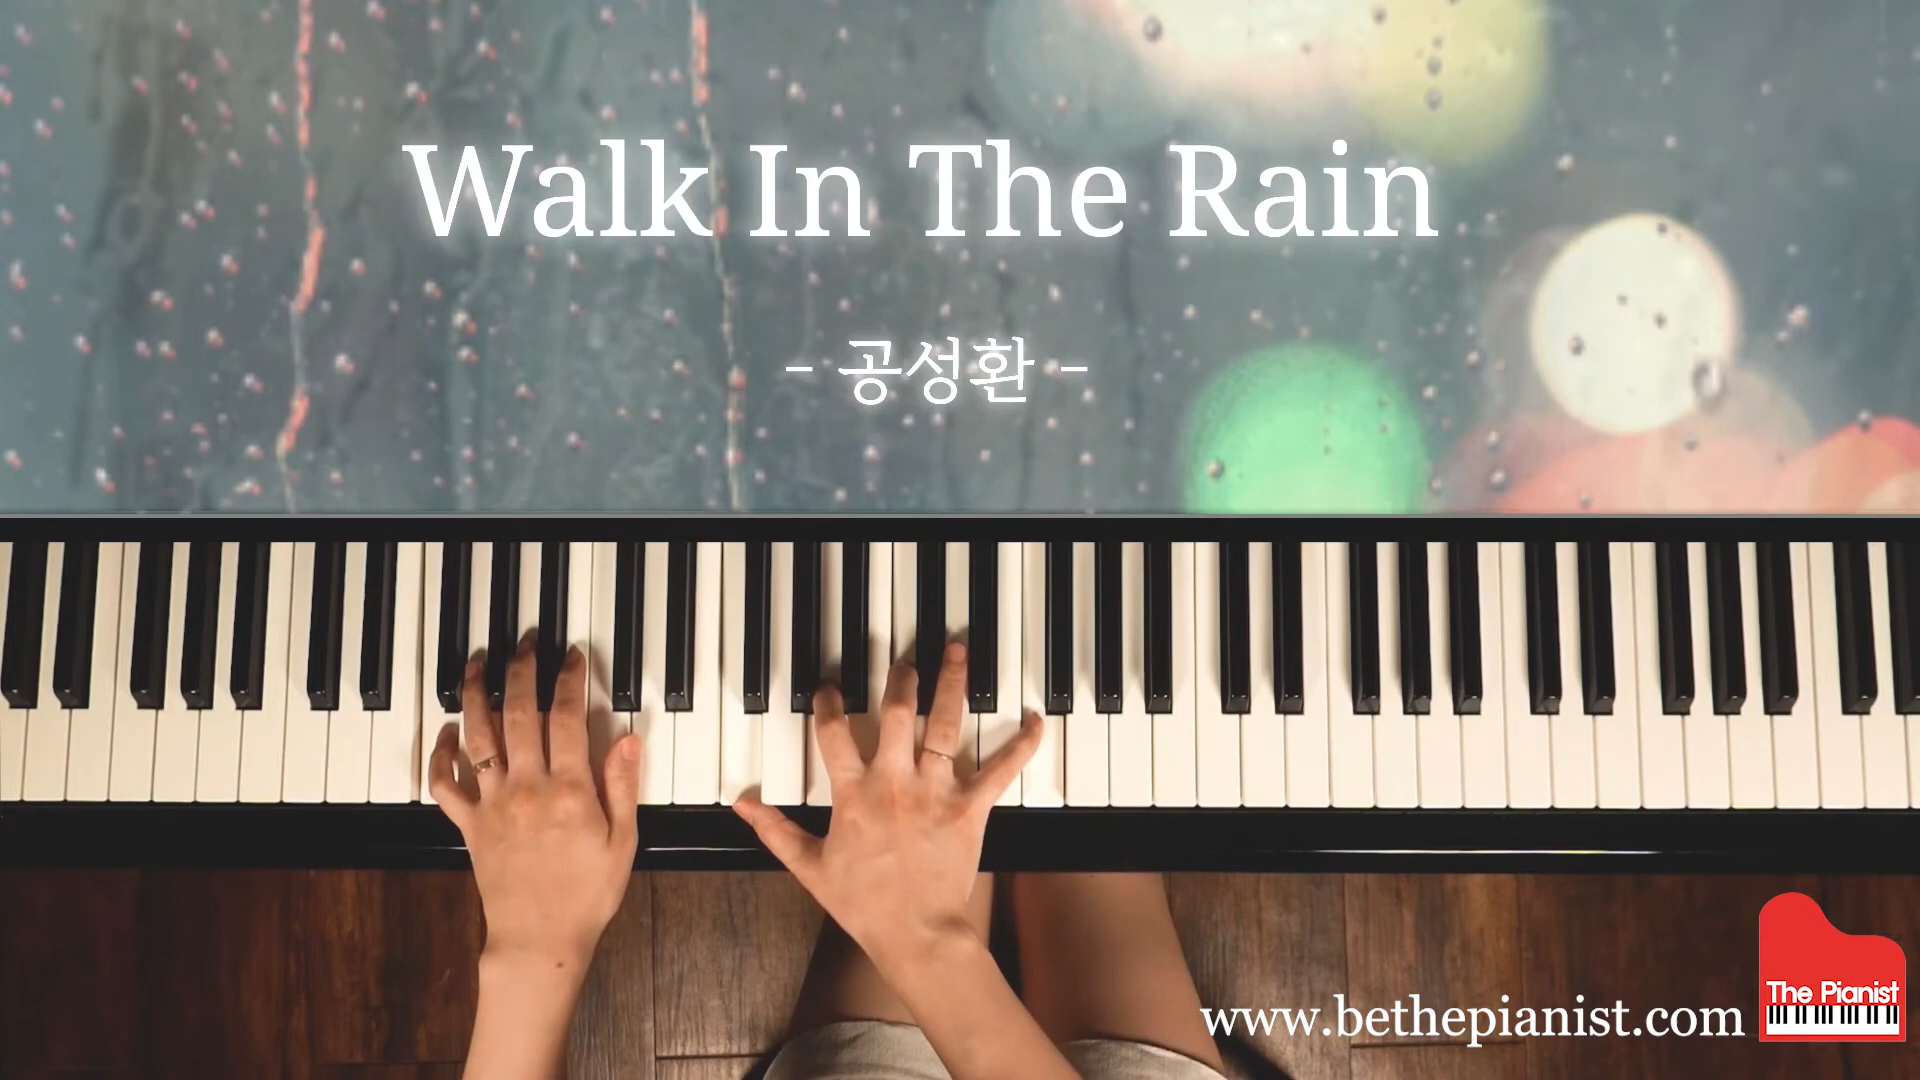 Walk In The Rain
- 공성환 -
www.bethepianist.com
The Pianist